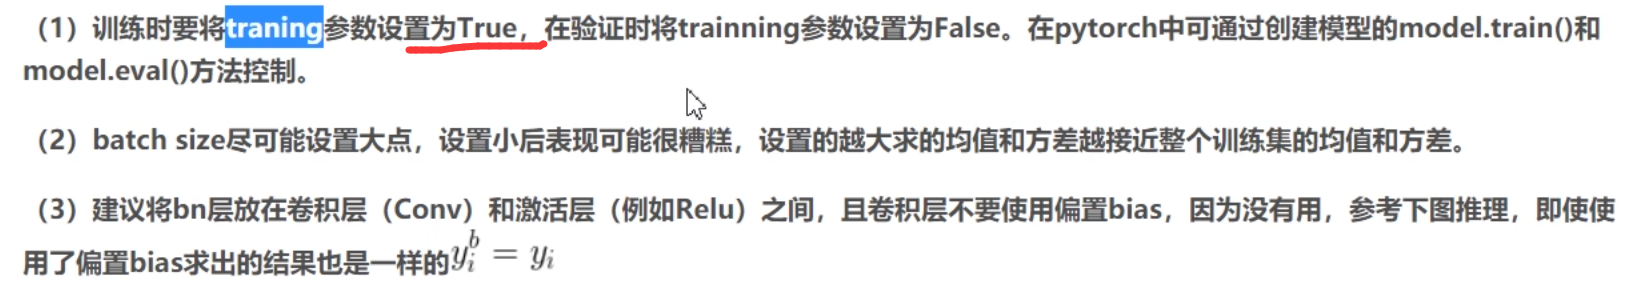 （1）训练时要将traning参数设置为True，在验证时将trainning参数设置为False。在pytorch中可通过创建模型的model.train()和
model.eval()方法控制。
（2）batch size尽可能设置大点，设置小后表现可能很糟糕，设置的越大求的均值和方差越接近整个训练集的均值和方差。
（3）建议将bn层放在卷积层（Conv）和激活层（例如Relu）之间，且卷积层不要使用偏置bias，因为没有用，参考下图推理，即使使
用了偏置bias求出的结果也是一样的$y_i^b = y_i$